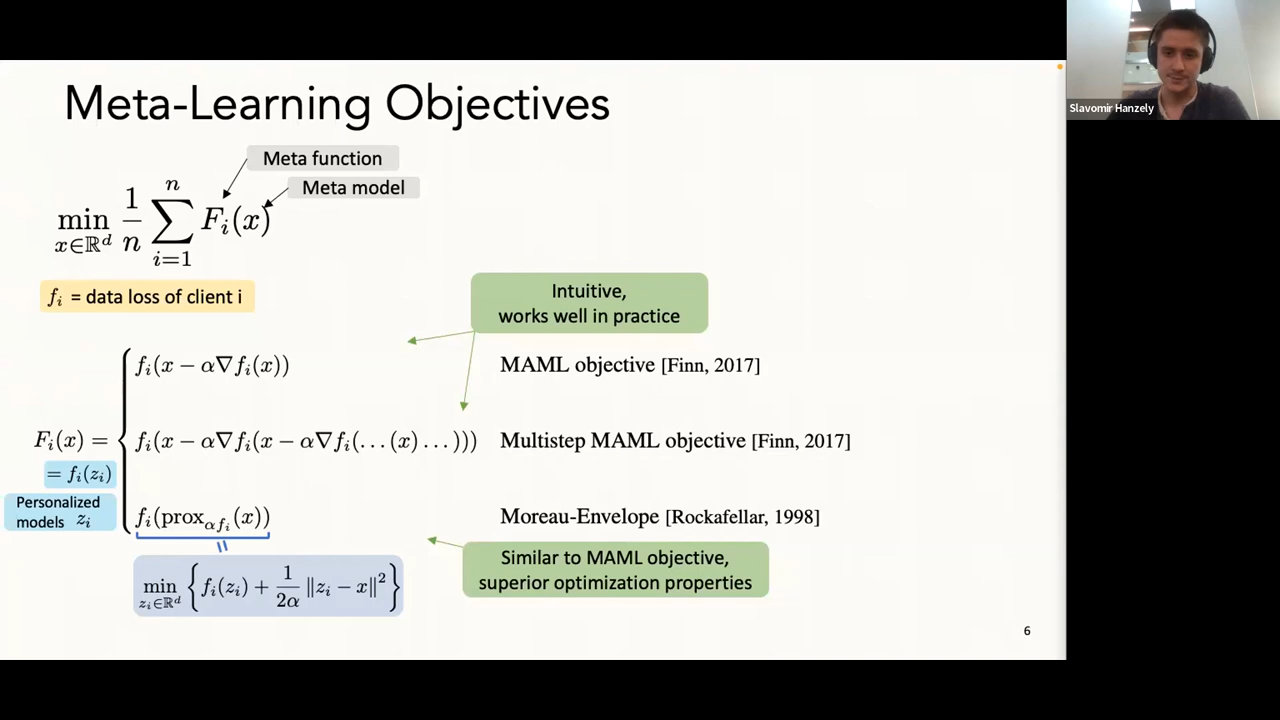 Slavomir Hanzely
Meta-Learning Objectives
Meta function
Meta model
min_{x∈ℝ^d} 1/n ∑_{i=1}^{n} F_i(x)
f_i = data loss of client i
Intuitive,
works well in practice
f_i(x − α∇f_i(x)) MAML objective [Finn, 2017]
F_i(x) = f_i(x − α∇f_i(x − α∇f_i(...(x)...))) Multistep MAML objective [Finn, 2017]
= f_i(z_i)
Personalized
models z_i
f_i(prox_{αf_i}(x)) Moreau-Envelope [Rockafellar, 1998]
=
Similar to MAML objective,
superior optimization properties
min_{z_i∈ℝ^d} { f_i(z_i) + 1/2α ‖z_i − x‖² }
6